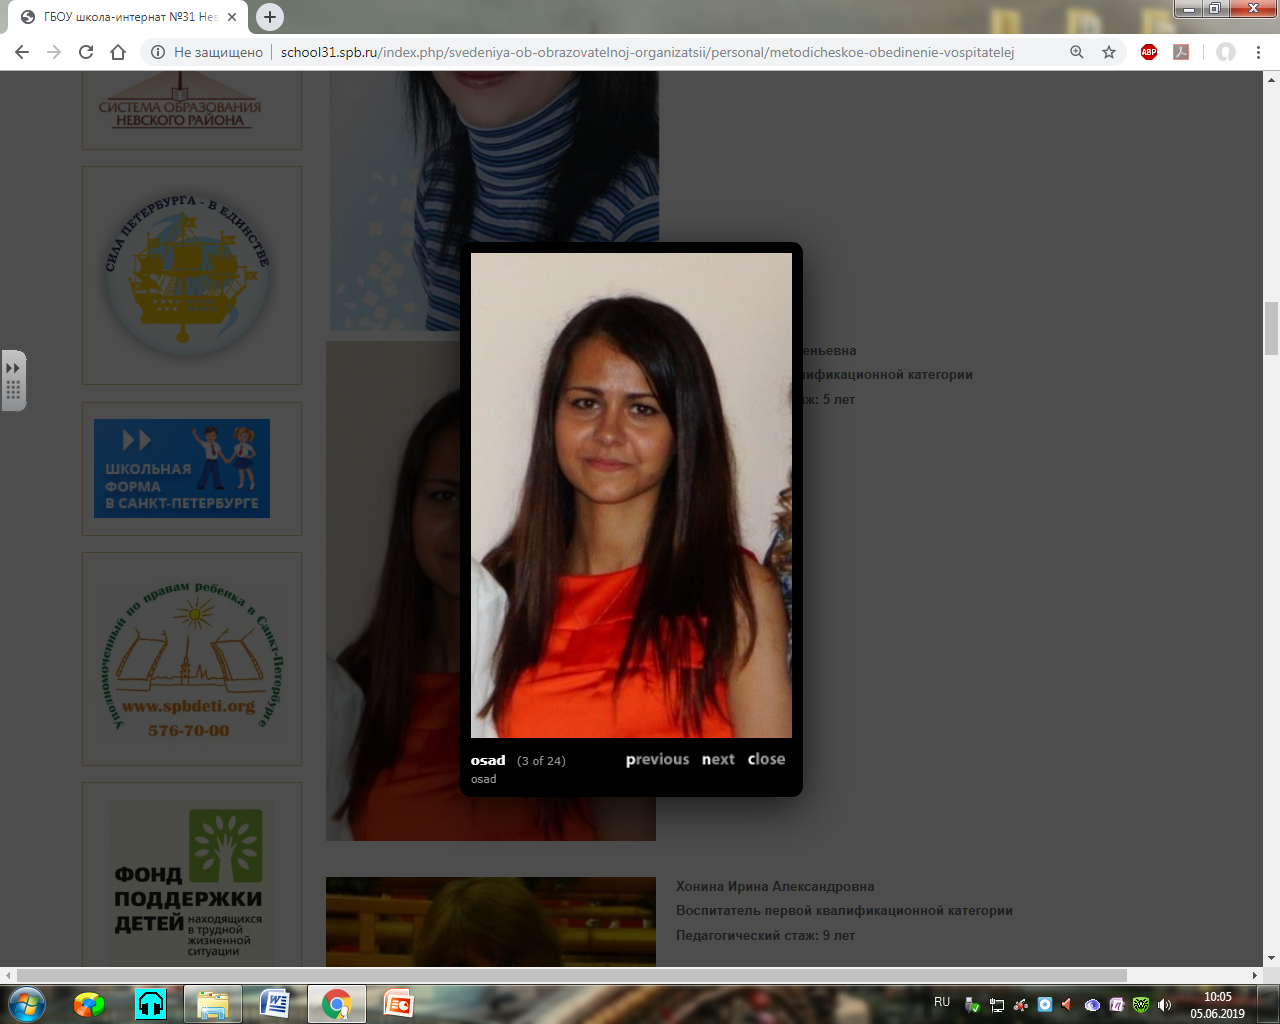 ГБОУ школа-интернат №31 Нев
Не защищено
school31.spb.ru/index.php/svedeniya-ob-obrazovatelnoj-organizatsii/personal/metodicheskoe-obedinenie-vospitatelej
ABP
СИСТЕМА ОБРАЗОВАНИЯ
НЕВСКОГО РАЙОНА
СИЛА ПЕТЕРБУРГА - В ЕДИНСТВЕ
ШКОЛЬНАЯ
ФОРМА
В САНКТ-ПЕТЕРБУРГЕ
Уполномоченный по правам ребенка в Санкт-Петербурге
www.spbdeti.org
576-70-00
ФОНД
ПОДДЕРЖКИ
ДЕТЕЙ
находящихся
в трудной
жизненной
ситуации
еньевна
лификационной категории
аж: 5 лет
osad (3 of 24) previous next close
osad
Хонина Ирина Александровна
Воспитатель первой квалификационной категории
Педагогический стаж: 9 лет
RU
10:05
05.06.2019